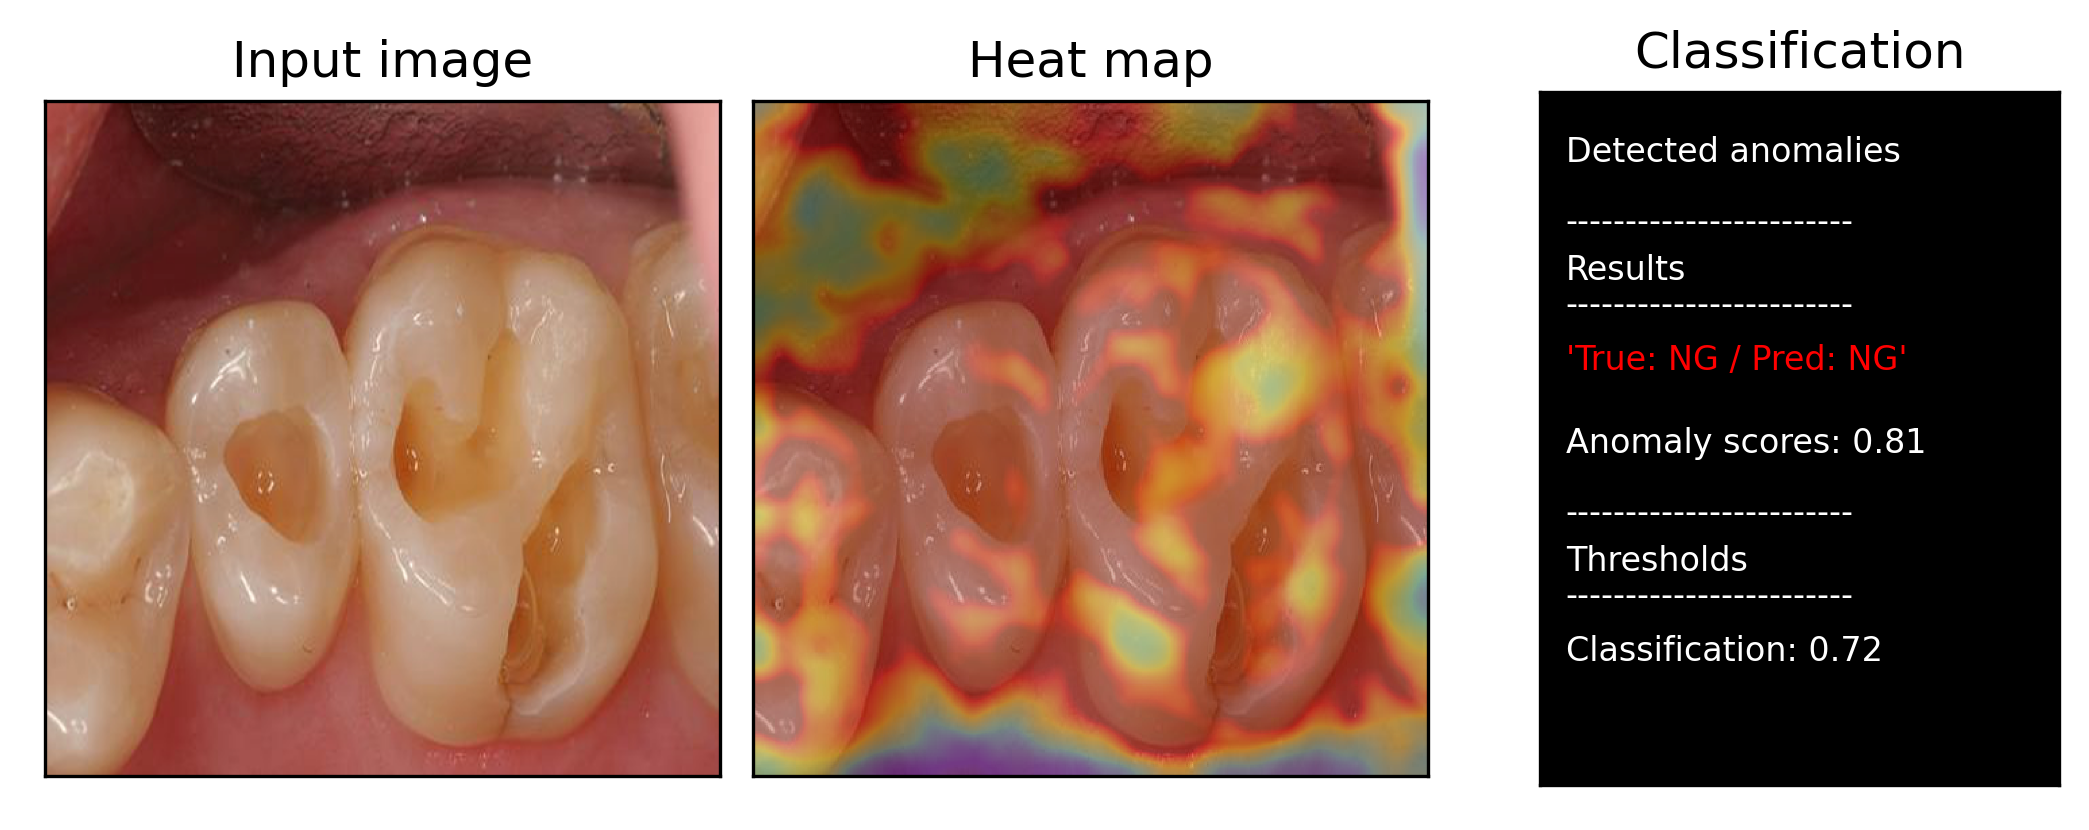 Input image
Heat map
Classification
Detected anomalies
------------------------
Results
------------------------
'True: NG / Pred: NG'
Anomaly scores: 0.81
------------------------
Thresholds
------------------------
Classification: 0.72